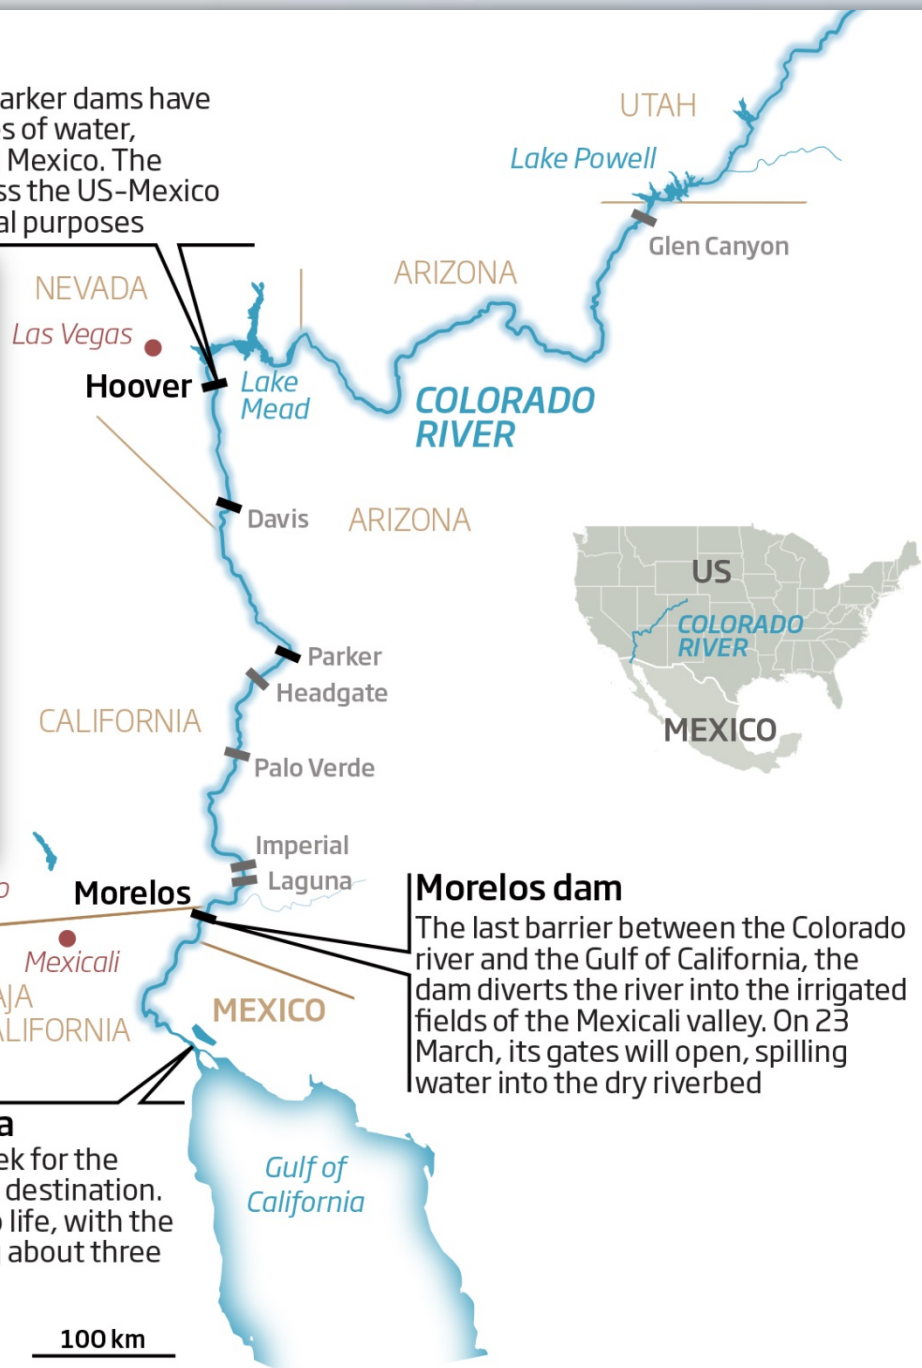 arker dams have
s of water,
Mexico. The
ss the US-Mexico
al purposes
UTAH
Lake Powell
Glen Canyon
ARIZONA
NEVADA
Las Vegas
Hoover
Lake
Mead
COLORADO
RIVER
Davis
ARIZONA
US
COLORADO
RIVER
MEXICO
Parker
Headgate
CALIFORNIA
Palo Verde
Imperial
Laguna
Morelos
Mexicali
AJA
ALIFORNIA
MEXICO
Morelos dam
The last barrier between the Colorado
river and the Gulf of California, the
dam diverts the river into the irrigated
fields of the Mexicali valley. On 23
March, its gates will open, spilling
water into the dry riverbed
a
ek for the
destination.
o life, with the
about three
Gulf of
California
100 km